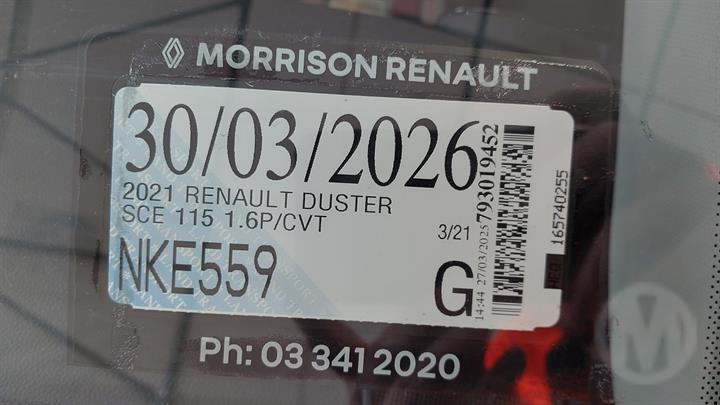 MORRISON RENAULT
30/03/2026
2021 RENAULT DUSTER
SCE 115 1.6P/CVT
3/21
NKE559
G
14:44 27/03/2025
793019452
165740255
Ph: 03 341 2020
M